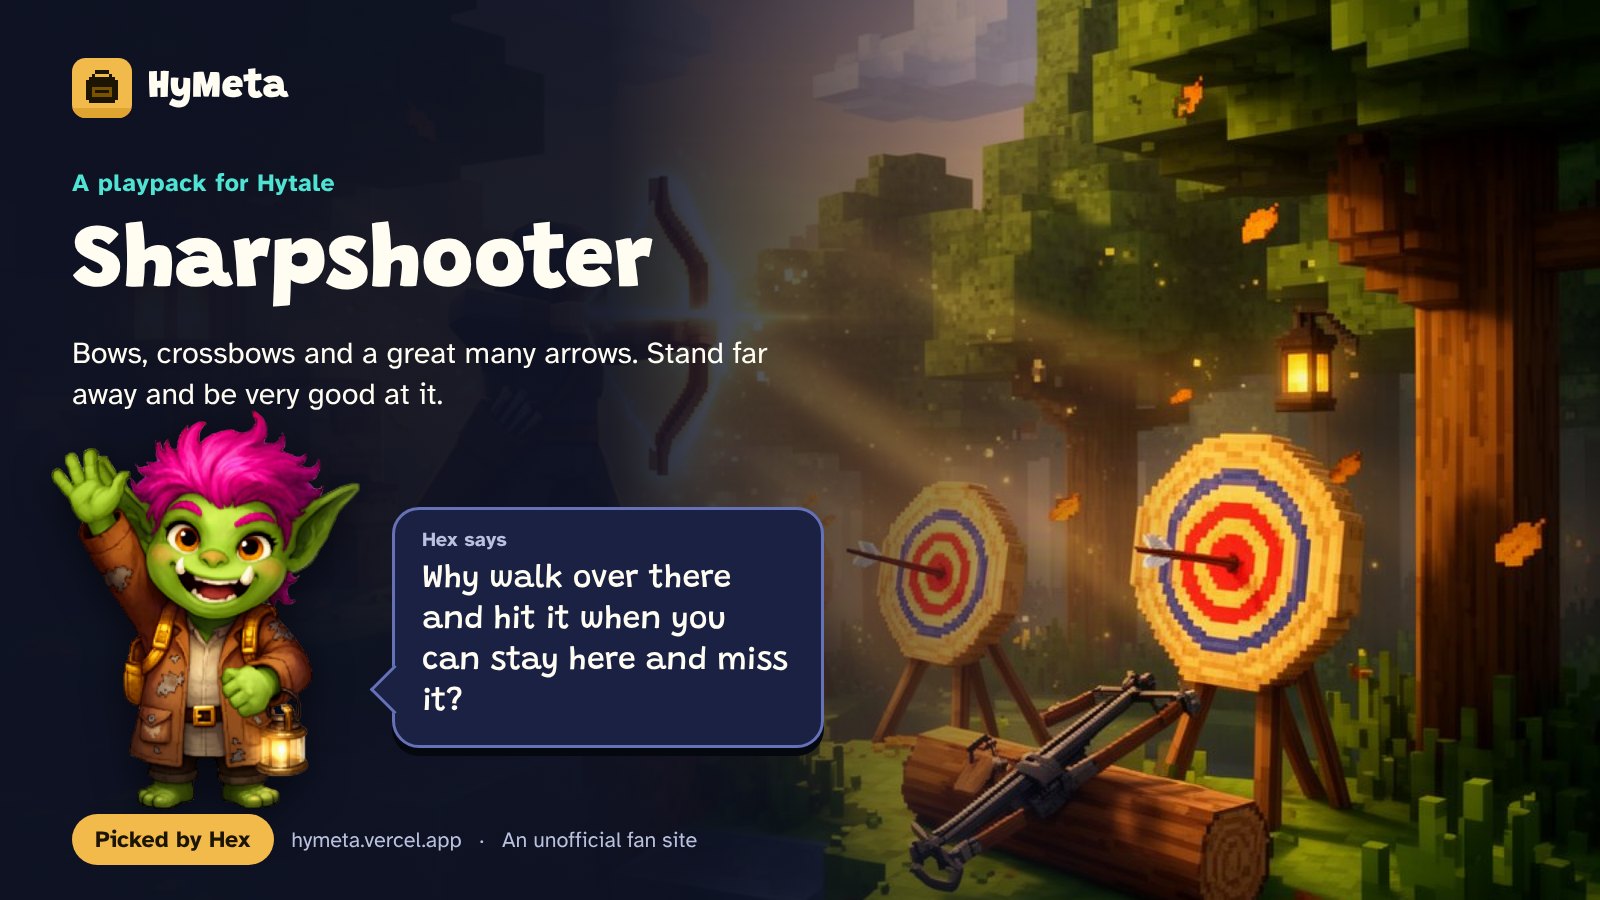 HyMeta
A playpack for Hytale
Sharpshooter
Bows, crossbows and a great many arrows. Stand far
away and be very good at it.
Hex says
Why walk over there
and hit it when you
can stay here and miss
it?
Picked by Hex
hymeta.vercel.app · An unofficial fan site